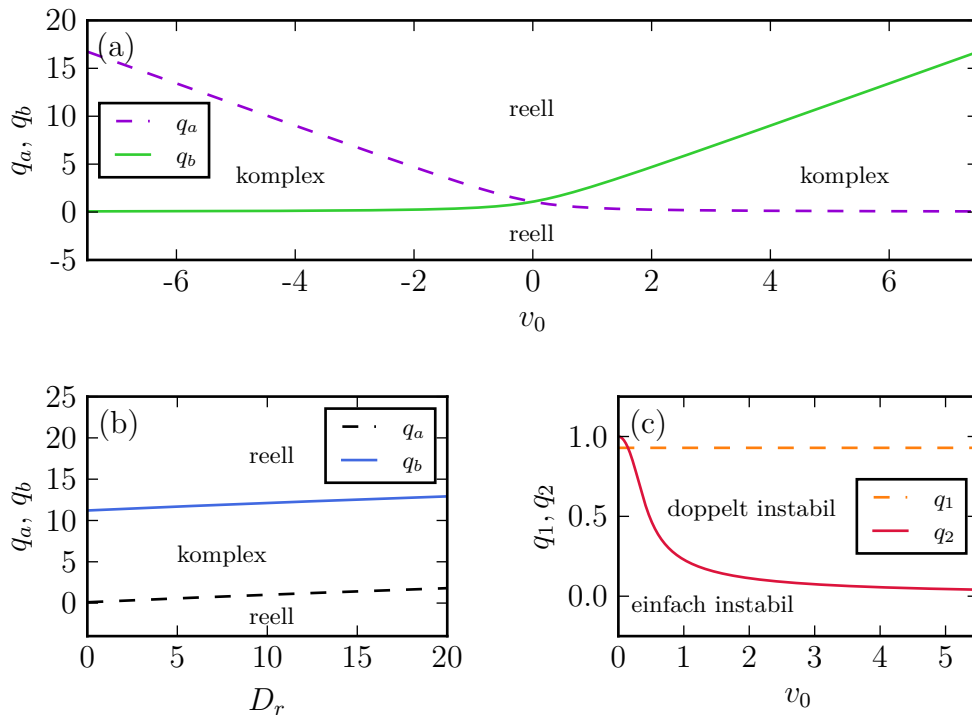 (a)
20
15
10
5
0
-5
q_a, q_b
q_a
q_b
reell
komplex
komplex
reell
-6 -4 -2 0 2 4 6
v_0
(b)
25
20
15
10
5
0
q_a, q_b
q_a
q_b
reell
komplex
reell
0 5 10 15 20
D_r
(c)
1.0
0.5
0.0
q_1, q_2
doppelt instabil
q_1
q_2
einfach instabil
0 1 2 3 4 5
v_0